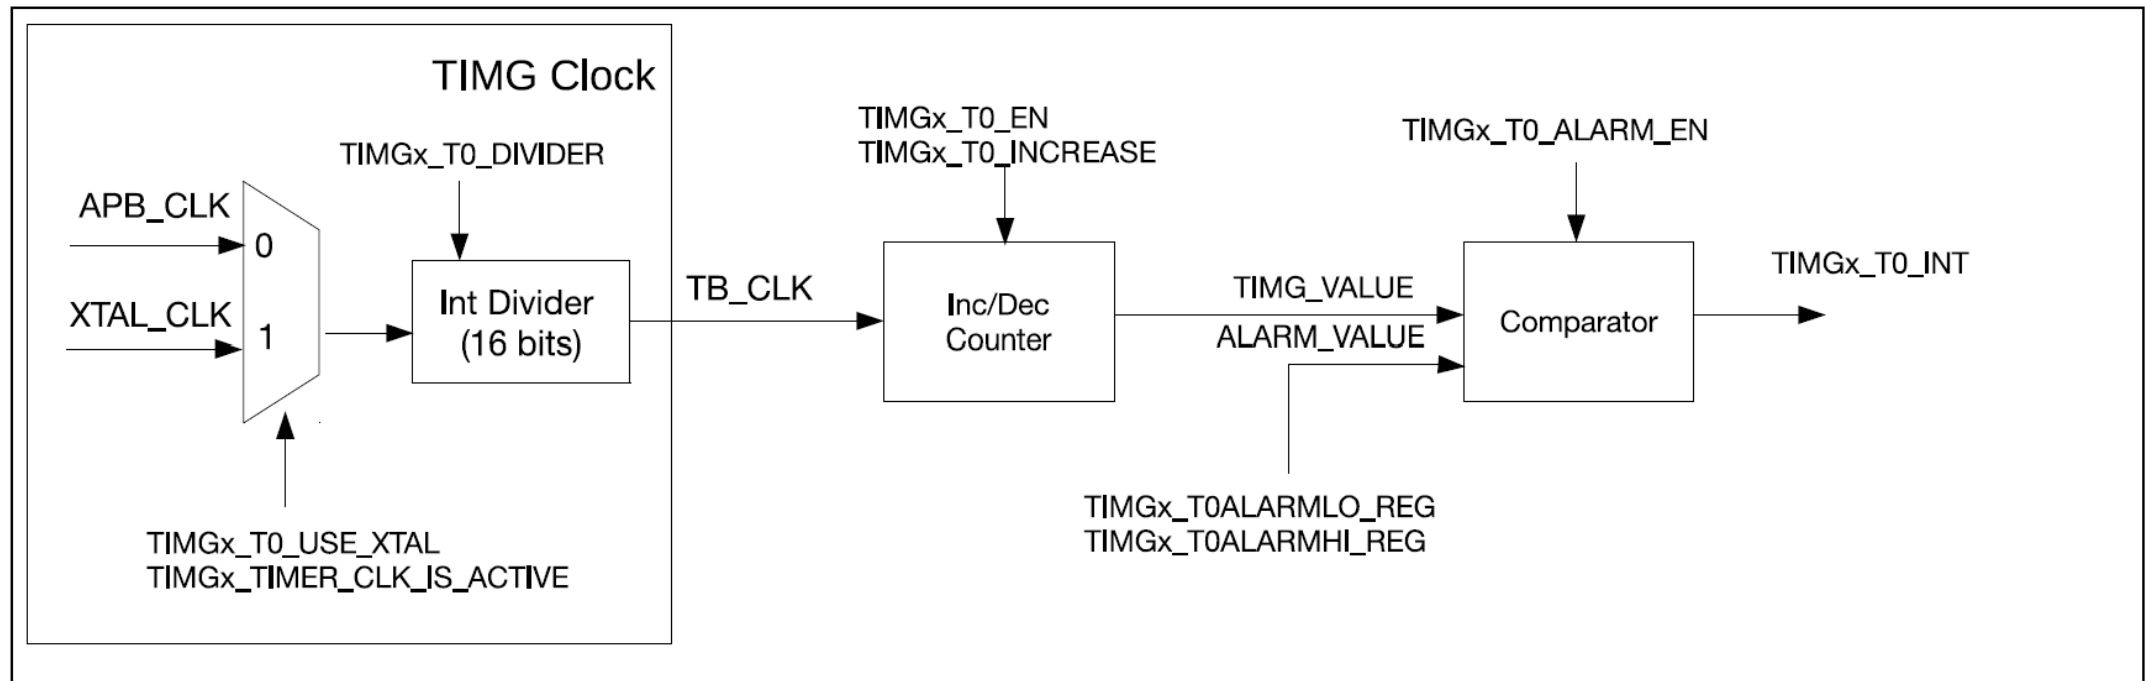 TIMG Clock
TIMGx_T0_DIVIDER
APB_CLK
0
XTAL_CLK
1
Int Divider
(16 bits)
TIMGx_T0_USE_XTAL
TIMGx_TIMER_CLK_IS_ACTIVE
TB_CLK
TIMGx_T0_EN
TIMGx_T0_INCREASE
Inc/Dec
Counter
TIMG_VALUE
ALARM_VALUE
TIMGx_T0ALARMLO_REG
TIMGx_T0ALARMHI_REG
TIMGx_T0_ALARM_EN
Comparator
TIMGx_T0_INT